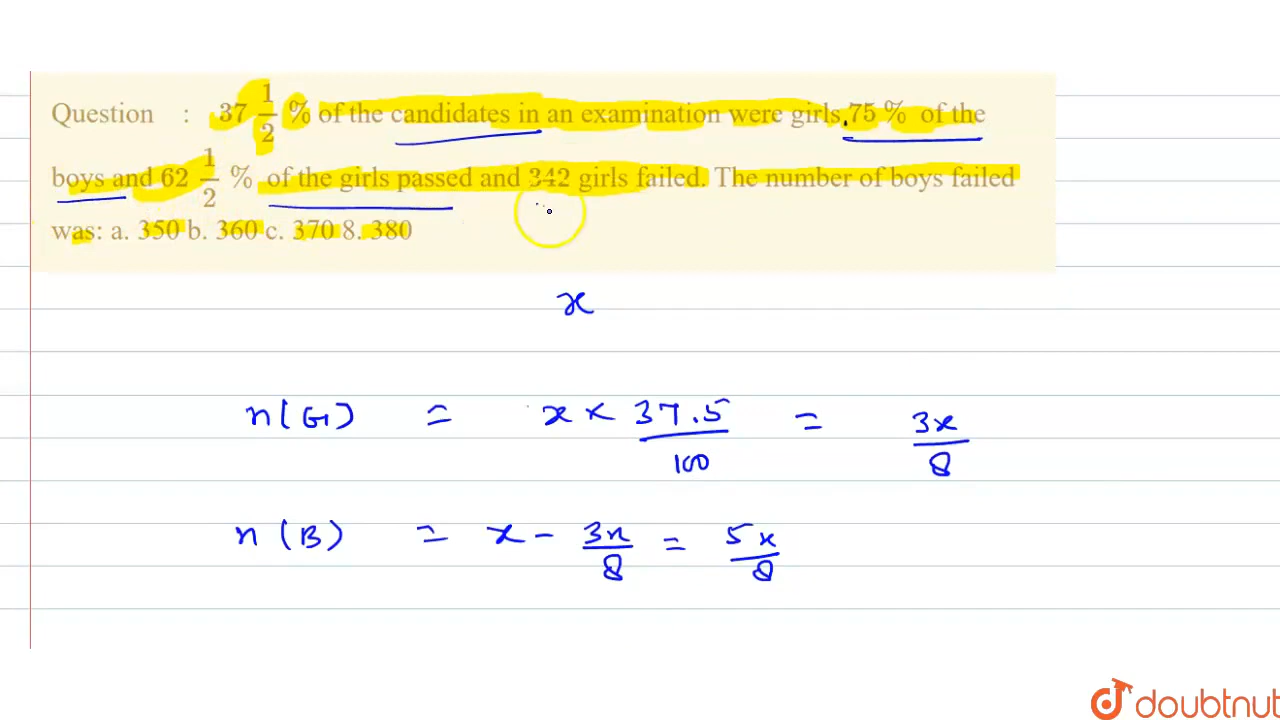 Question : 37 1/2 % of the candidates in an examination were girls,75 % of the
boys and 62 1/2 % of the girls passed and 342 girls failed. The number of boys failed
was: a. 350 b. 360 c. 370 8. 380
x
n(G) = x × 37.5/100 = 3x/8
n(B) = x - 3x/8 = 5x/8
doubtnut